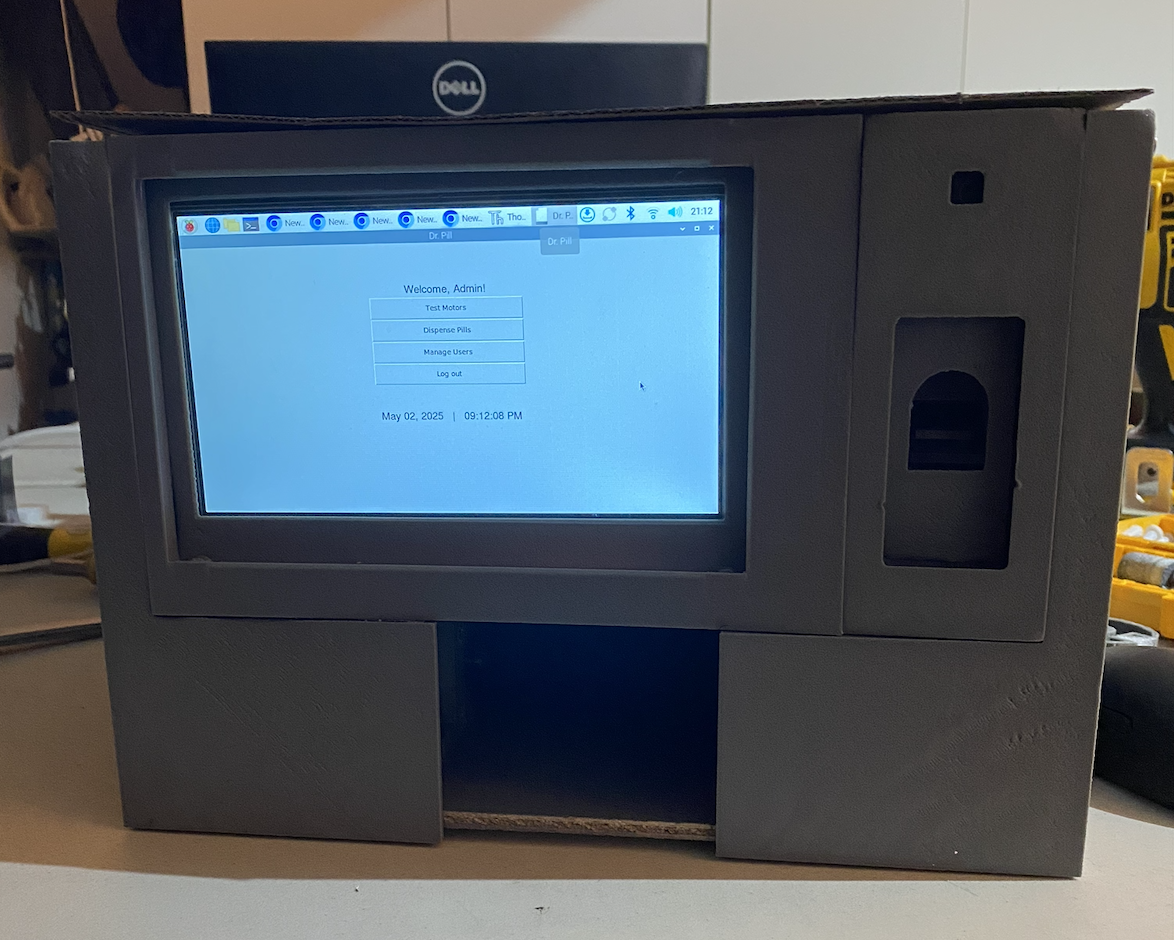 DELL
New..
New..
New..
New..
New..
Tho..
Dr. P..
21:12
Dr. Pill
Dr. Pill
Welcome, Admin!
Test Motors
Dispense Pills
Manage Users
Log out
May 02, 2025 | 09:12:08 PM